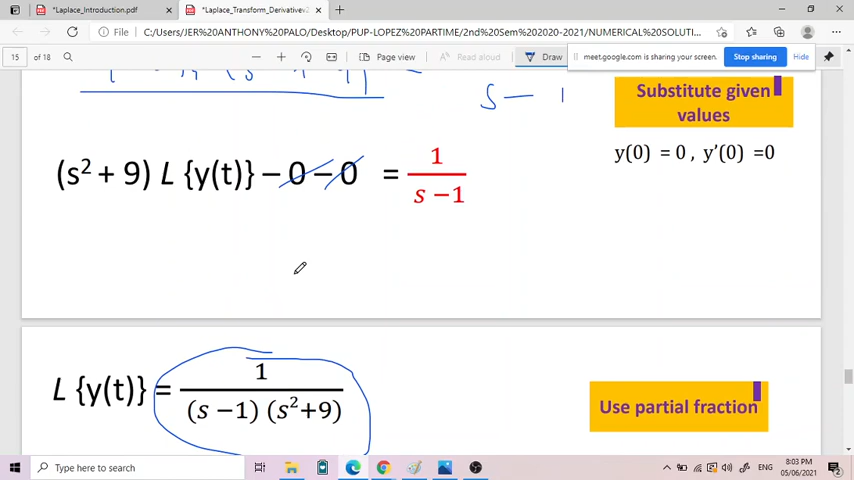 *Laplace_Introduction.pdf
*Laplace_Transform_Derivativev2
File | C:/Users/JER%20ANTHONY%20PALO/Desktop/PUP-LOPEZ%20PARTIME/2nd%20Sem%202020-2021/NUMERICAL%20SOLUTI...
15 of 18
Page view
Read aloud
Draw
meet.google.com is sharing your screen.
Stop sharing
Hide
s – 1
Substitute given
values
(s² + 9) L {y(t)} – 0 – 0 = 1/(s – 1)
y(0) = 0 , y’(0) =0
L {y(t)} = 1/((s –1) (s²+9))
Use partial fraction
Type here to search
ENG
8:03 PM
05/06/2021